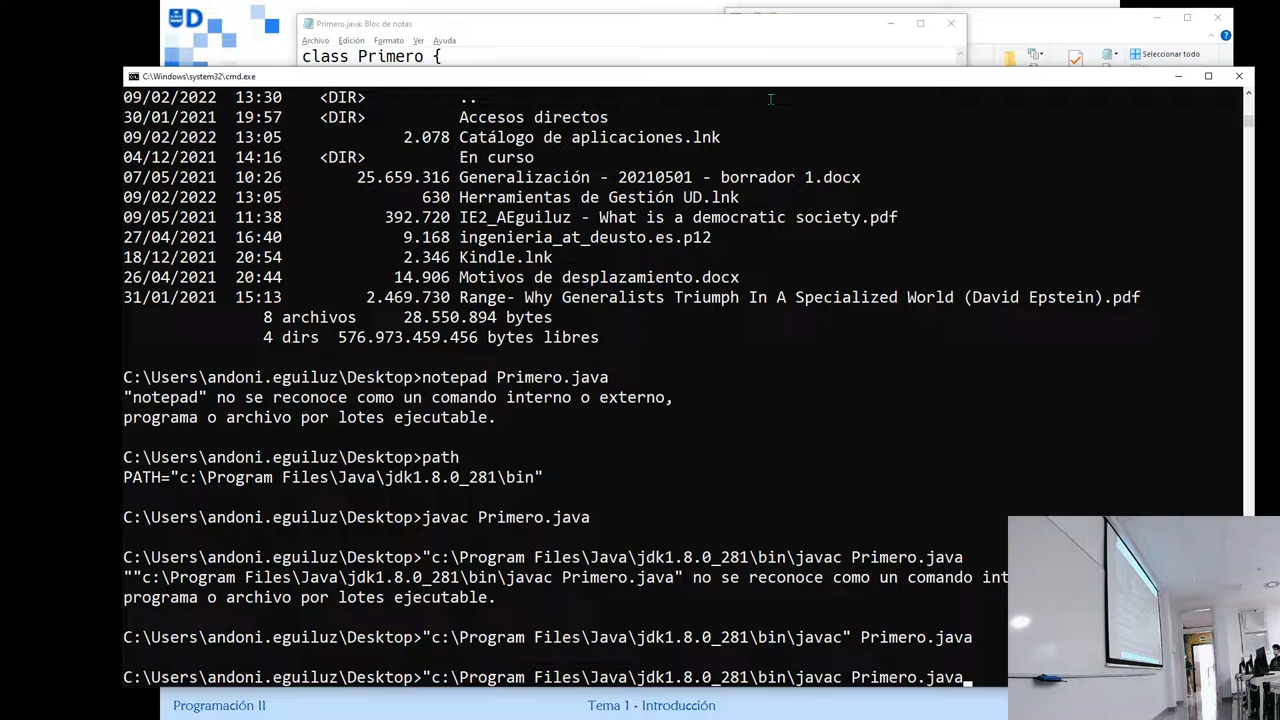 UD
Primero.java: Bloc de notas
Archivo Edición Formato Ver Ayuda
class Primero {
Seleccionar todo
C:\Windows\system32\cmd.exe
09/02/2022 13:30 <DIR> ..
30/01/2021 19:57 <DIR> Accesos directos
09/02/2022 13:05 2.078 Catálogo de aplicaciones.lnk
04/12/2021 14:16 <DIR> En curso
07/05/2021 10:26 25.659.316 Generalización - 20210501 - borrador 1.docx
09/02/2022 13:05 630 Herramientas de Gestión UD.lnk
09/05/2021 11:38 392.720 IE2_AEguiluz - What is a democratic society.pdf
27/04/2021 16:40 9.168 ingenieria_at_deusto.es.p12
18/12/2021 20:54 2.346 Kindle.lnk
26/04/2021 20:44 14.906 Motivos de desplazamiento.docx
31/01/2021 15:13 2.469.730 Range- Why Generalists Triumph In A Specialized World (David Epstein).pdf
8 archivos 28.550.894 bytes
4 dirs 576.973.459.456 bytes libres
C:\Users\andoni.eguiluz\Desktop>notepad Primero.java
"notepad" no se reconoce como un comando interno o externo,
programa o archivo por lotes ejecutable.
C:\Users\andoni.eguiluz\Desktop>path
PATH="c:\Program Files\Java\jdk1.8.0_281\bin"
C:\Users\andoni.eguiluz\Desktop>javac Primero.java
C:\Users\andoni.eguiluz\Desktop>"c:\Program Files\Java\jdk1.8.0_281\bin\javac Primero.java
""c:\Program Files\Java\jdk1.8.0_281\bin\javac Primero.java" no se reconoce como un comando int
programa o archivo por lotes ejecutable.
C:\Users\andoni.eguiluz\Desktop>"c:\Program Files\Java\jdk1.8.0_281\bin\javac" Primero.java
C:\Users\andoni.eguiluz\Desktop>"c:\Program Files\Java\jdk1.8.0_281\bin\javac Primero.java
Programación II
Tema 1 - Introducción